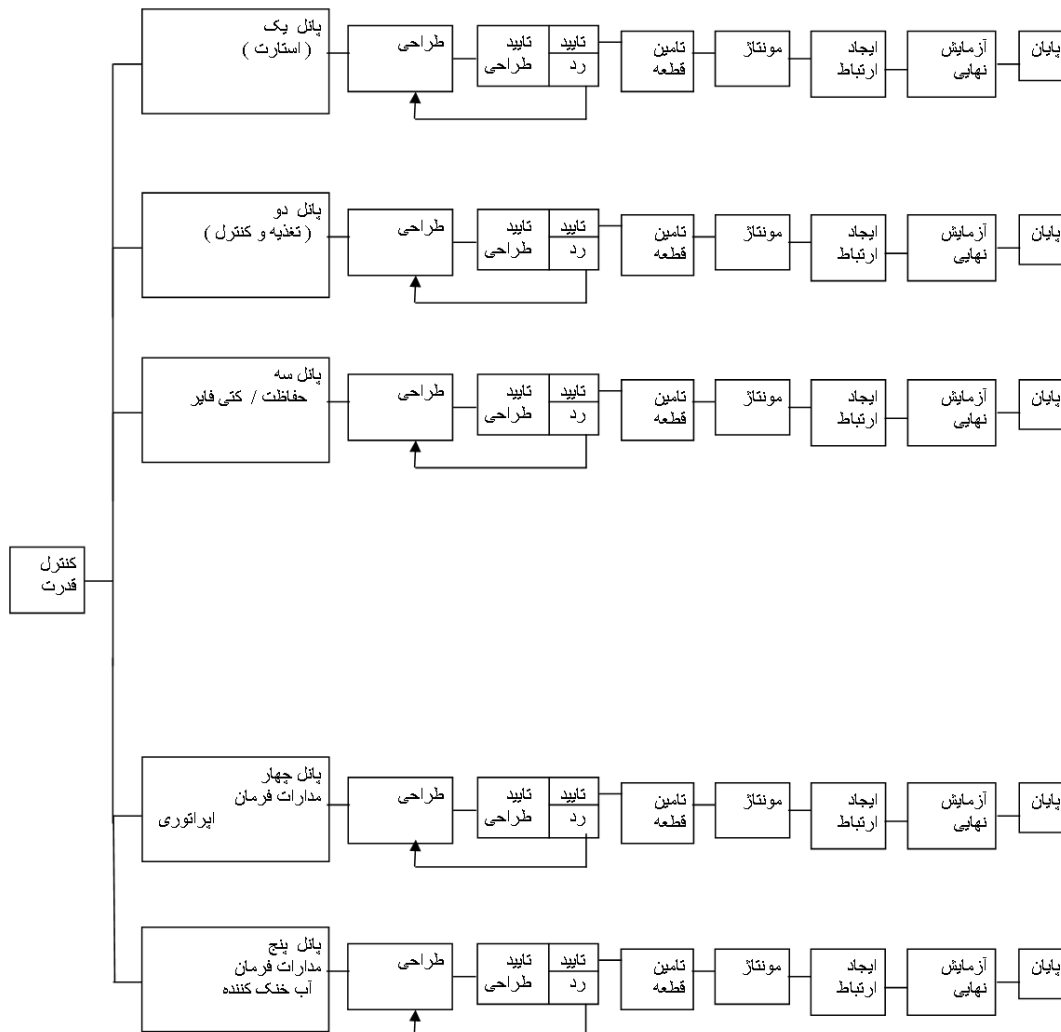 پانل یک
( استارت )
طراحی
تایید
طراحی
تایید
رد
تامین
قطعه
مونتاژ
ایجاد
ارتباط
آزمایش
نهایی
پایان
پانل دو
( تغذیه و کنترل )
طراحی
تایید
طراحی
تایید
رد
تامین
قطعه
مونتاژ
ایجاد
ارتباط
آزمایش
نهایی
پایان
پانل سه
حفاظت / کتی فایر
طراحی
تایید
طراحی
تایید
رد
تامین
قطعه
مونتاژ
ایجاد
ارتباط
آزمایش
نهایی
پایان
کنترل
قدرت
پانل چهار
مدارات فرمان
اپراتوری
طراحی
تایید
طراحی
تایید
رد
تامین
قطعه
مونتاژ
ایجاد
ارتباط
آزمایش
نهایی
پایان
پانل پنج
مدارات فرمان
آب خنک کننده
طراحی
تایید
طراحی
تایید
رد
تامین
قطعه
مونتاژ
ایجاد
ارتباط
آزمایش
نهایی
پایان